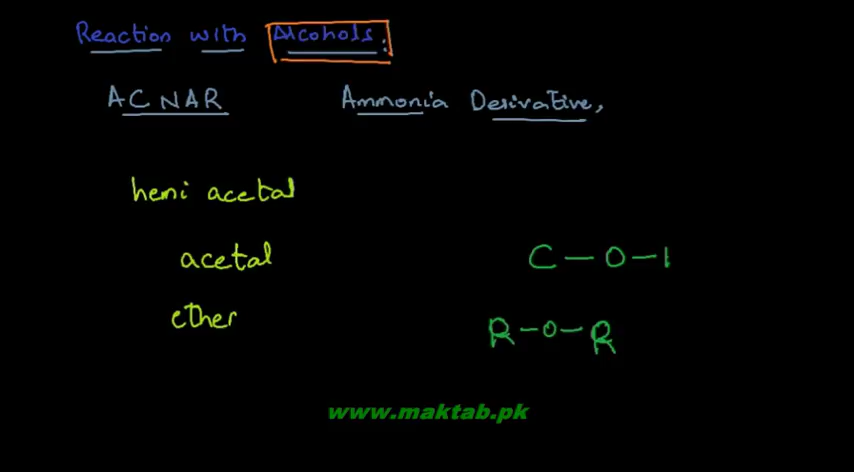 Reaction with Alcohols:
ACNAR Ammonia Derivative,
hemi acetal
acetal
C-O-1
ether
R-O-R
www.maktab.pk